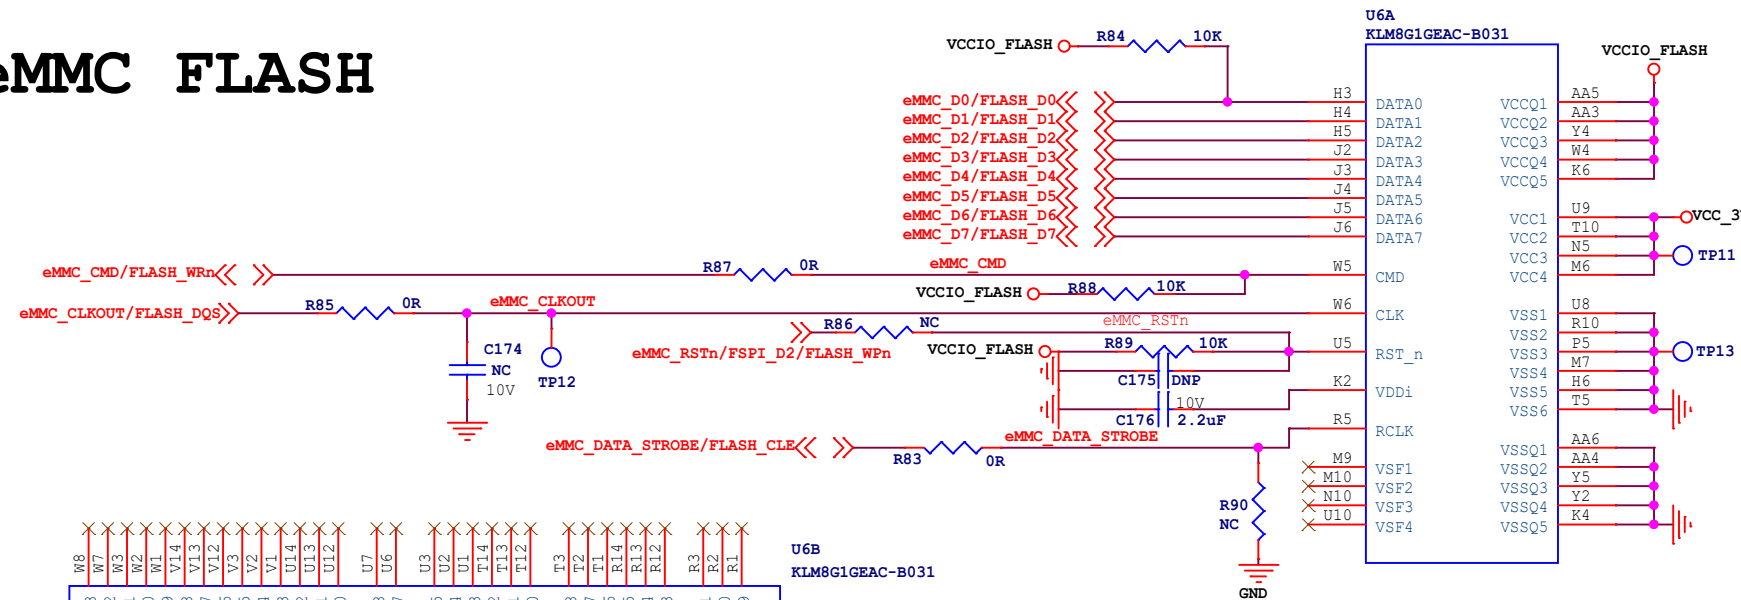 eMMC FLASH
U6A
KLM8G1GEAC-B031
VCCIO_FLASH
R84
10K
VCCIO_FLASH
eMMC_D0/FLASH_D0
eMMC_D1/FLASH_D1
eMMC_D2/FLASH_D2
eMMC_D3/FLASH_D3
eMMC_D4/FLASH_D4
eMMC_D5/FLASH_D5
eMMC_D6/FLASH_D6
eMMC_D7/FLASH_D7
H3 DATA0 VCCQ1 AA5
H4 DATA1 VCCQ2 AA3
H5 DATA2 VCCQ3 Y4
J2 DATA3 VCCQ4 W4
J3 DATA4 VCCQ5 K6
J4 DATA5
J5 DATA6 VCC1 U9
J6 DATA7 VCC2 T10
VCC3 N5
W5 CMD VCC4 M6
VCC_3
TP11
eMMC_CMD/FLASH_WRn
R87
0R
eMMC_CMD
VCCIO_FLASH
R88
10K
eMMC_CLKOUT/FLASH_DQS
R85
0R
eMMC_CLKOUT
W6 CLK VSS1 U8
VSS2 R10
U5 RST_n VSS3 P5
VSS4 M7
K2 VDDi VSS5 H6
VSS6 T5
TP13
R86
NC
eMMC_RSTn
eMMC_RSTn/FSPI_D2/FLASH_WPn
VCCIO_FLASH
R89
10K
C174
NC
10V
TP12
C175
DNP
10V
C176
2.2uF
eMMC_DATA_STROBE/FLASH_CLE
R83
0R
eMMC_DATA_STROBE
R5 RCLK
VSSQ1 AA6
M9 VSF1 VSSQ2 AA4
M10 VSF2 VSSQ3 Y5
N10 VSF3 VSSQ4 Y2
U10 VSF4 VSSQ5 K4
R90
NC
GND
U6B
KLM8G1GEAC-B031
W8 W7 W3 W2 W1 V14 V13 V12 V3 V2 V1 U14 U13 U12 U7 U6 U3 U2 U1 T14 T13 T12 T3 T2 T1 R14 R13 R12 R3 R2 R1